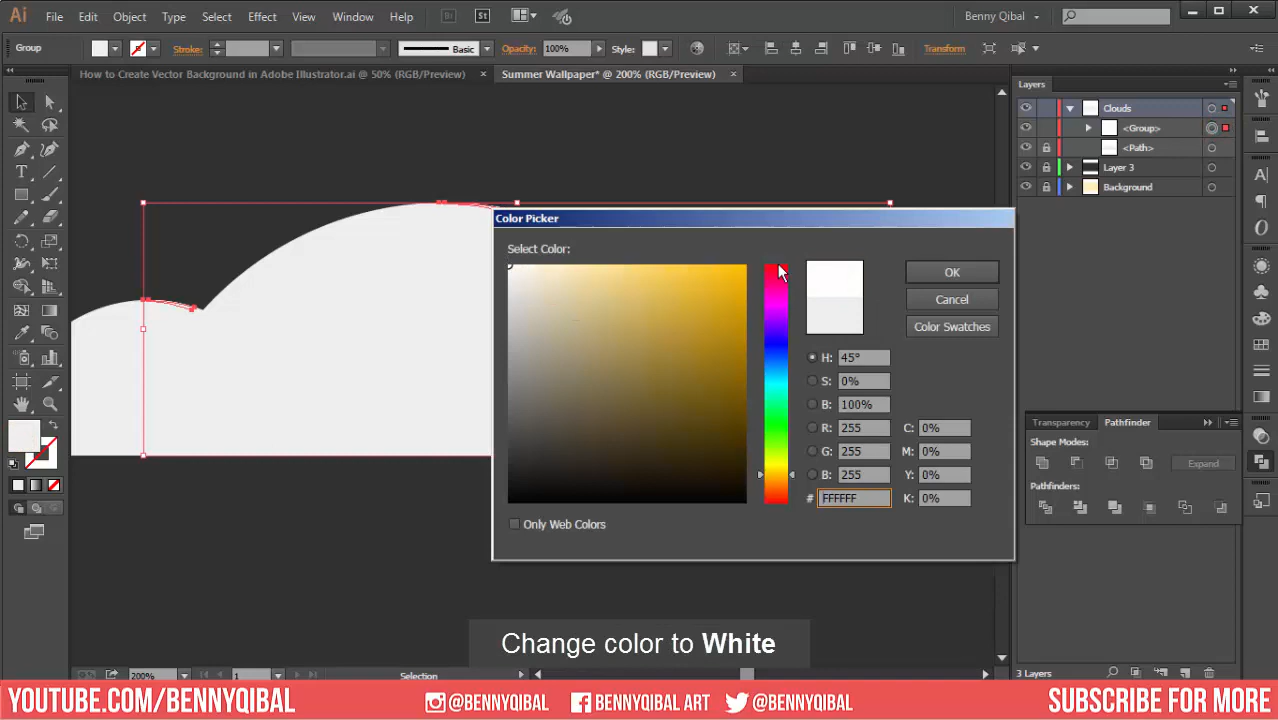 Ai File Edit Object Type Select Effect View Window Help Br St Benny Qibal
Group Stroke: Basic Opacity: 100% Style: Transform
How to Create Vector Background in Adobe Illustrator.ai @ 50% (RGB/Preview) × Summer Wallpaper* @ 200% (RGB/Preview) ×
Layers
Clouds
<Group>
<Path>
Layer 3
Background
Color Picker
Select Color:
OK
Cancel
Color Swatches
H: 45°
S: 0%
B: 100%
R: 255 C: 0%
G: 255 M: 0%
B: 255 Y: 0%
# FFFFFF K: 0%
Only Web Colors
Transparency Pathfinder
Shape Modes:
Expand
Pathfinders:
Change color to White
200% 1 Selection
3 Layers
YOUTUBE.COM/BENNYQIBAL @BENNYQIBAL BENNYQIBAL ART @BENNYQIBAL SUBSCRIBE FOR MORE